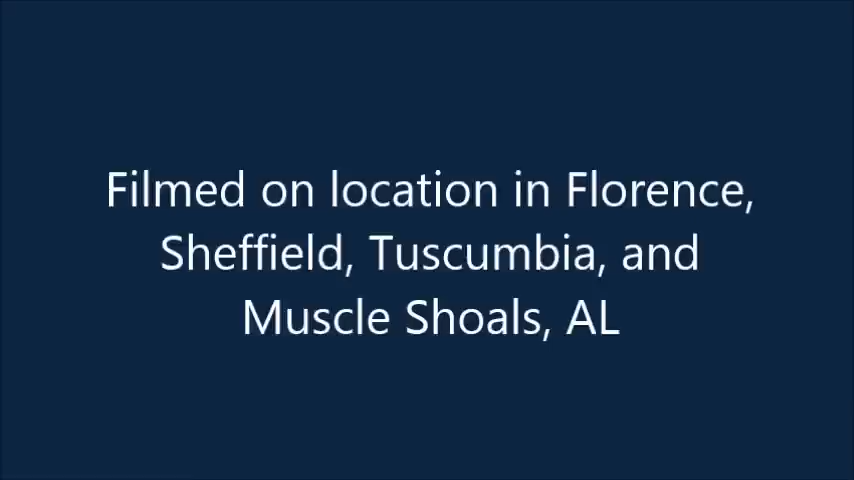 Filmed on location in Florence,
Sheffield, Tuscumbia, and
Muscle Shoals, AL